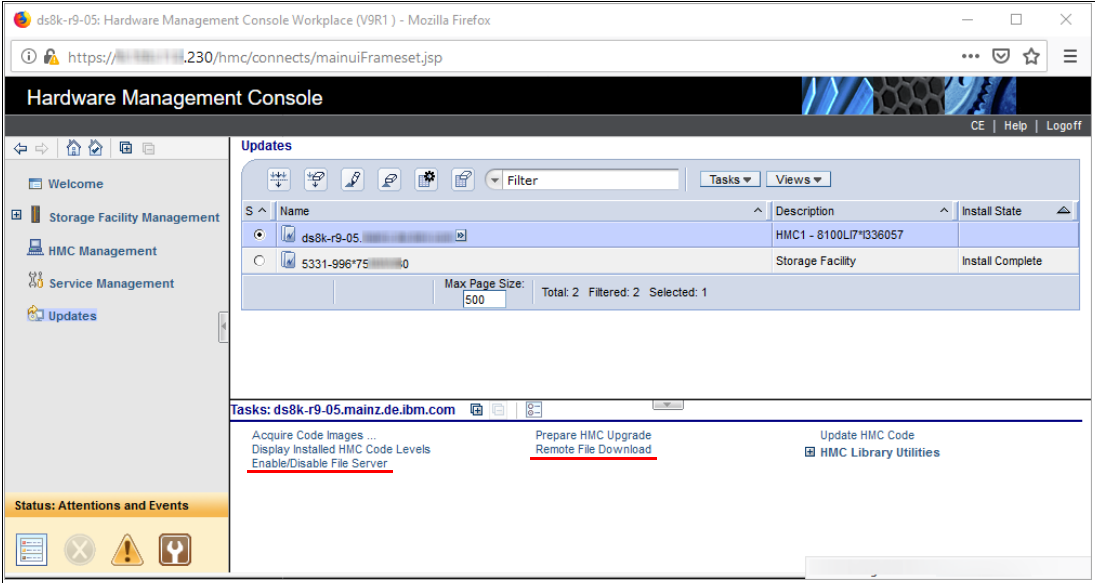 ds8k-r9-05: Hardware Management Console Workplace (V9R1 ) - Mozilla Firefox
https:// .230/hmc/connects/mainuiFrameset.jsp
Hardware Management Console
CE | Help | Logoff
Updates
Welcome
Storage Facility Management
HMC Management
Service Management
Updates
Filter
Tasks
Views
S Name Description Install State
ds8k-r9-05. HMC1 - 8100LI7*I336057
5331-996*75 0 Storage Facility Install Complete
Max Page Size:
500
Total: 2 Filtered: 2 Selected: 1
Tasks: ds8k-r9-05.mainz.de.ibm.com
Acquire Code Images ... Prepare HMC Upgrade Update HMC Code
Display Installed HMC Code Levels Remote File Download HMC Library Utilities
Enable/Disable File Server
Status: Attentions and Events